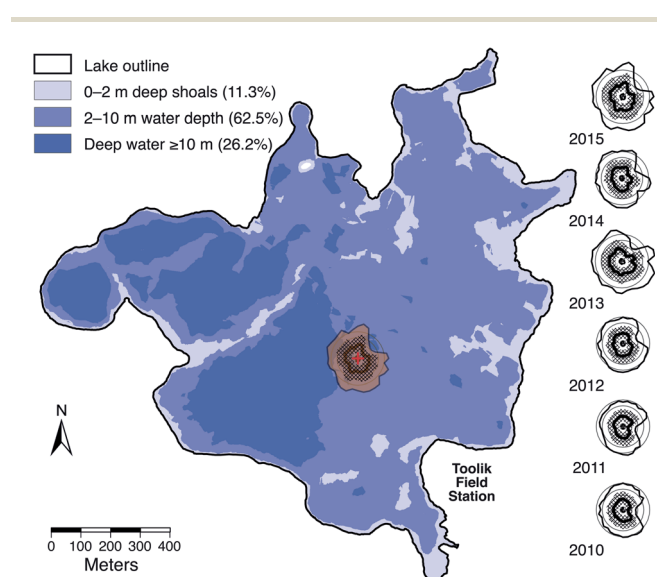 Lake outline
0–2 m deep shoals (11.3%)
2–10 m water depth (62.5%)
Deep water ≥10 m (26.2%)
2015
2014
2013
2012
2011
2010
N
Toolik
Field
Station
0 100 200 300 400
Meters